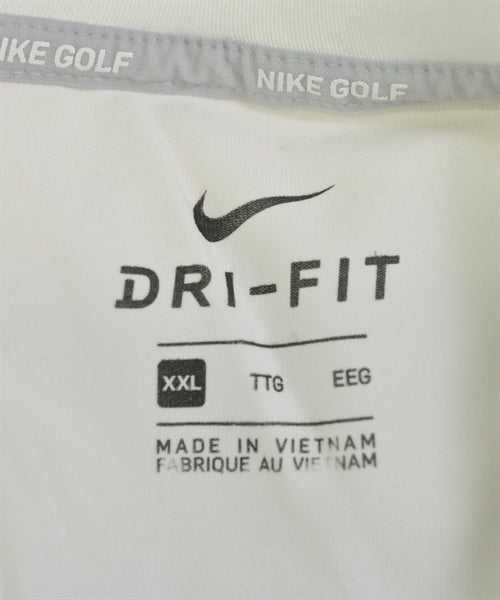 NIKE GOLF
NIKE GOLF
DRI-FIT
XXL TTG EEG
MADE IN VIETNAM
FABRIQUE AU VIETNAM